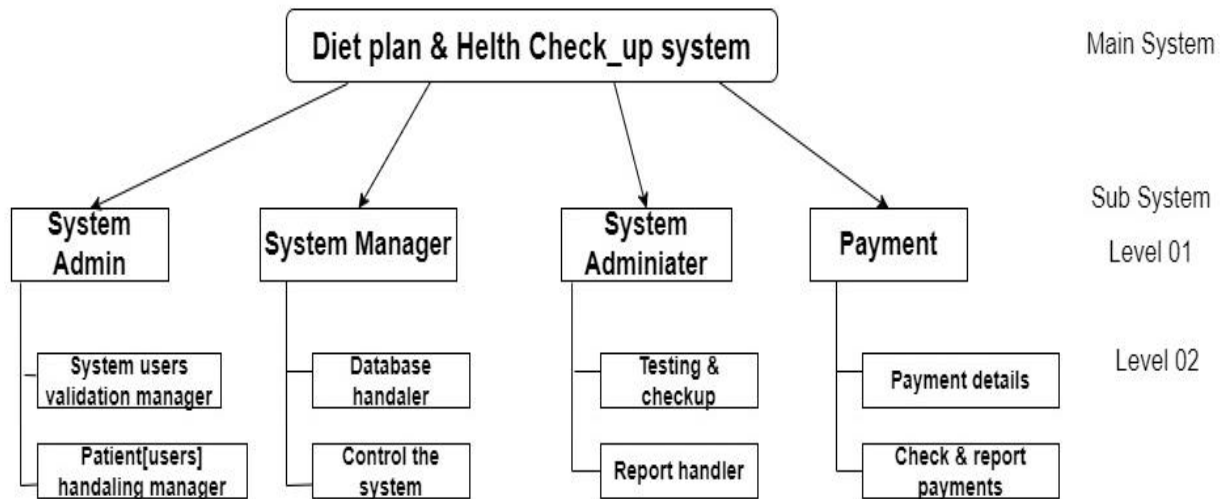 Diet plan & Helth Check_up system
Main System
Sub System
System
Admin
System Manager
System
Adminiater
Payment
Level 01
System users
validation manager
Database
handaler
Testing &
checkup
Payment details
Level 02
Patient[users]
handaling manager
Control the
system
Report handler
Check & report
payments